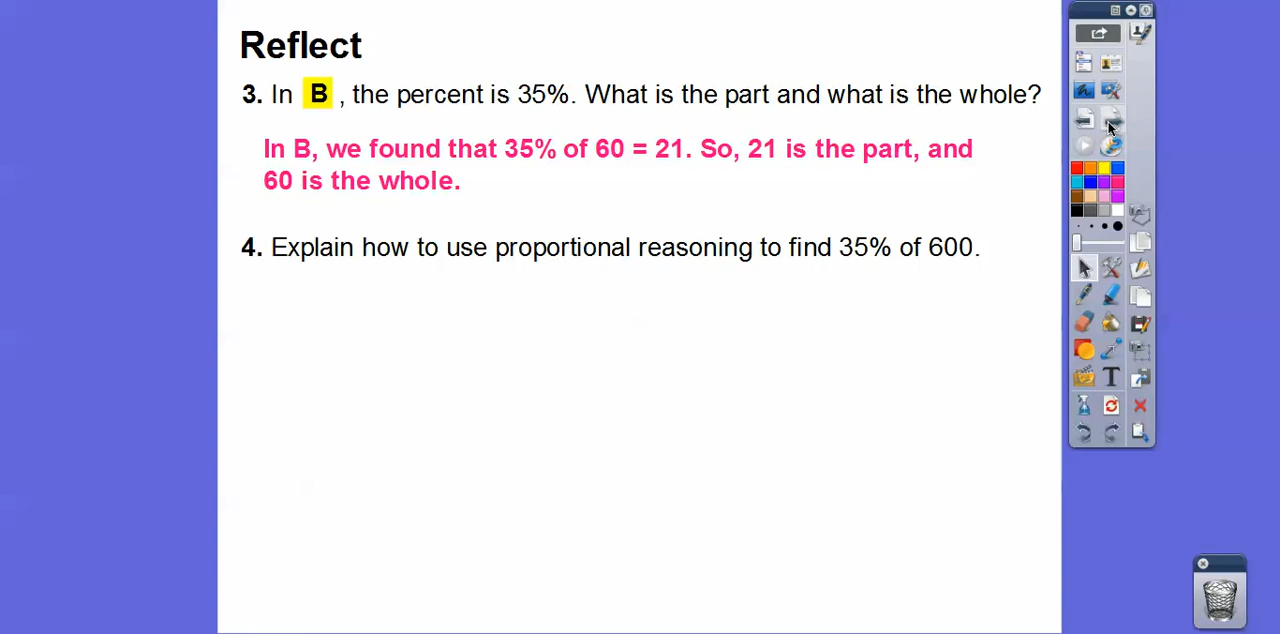 Reflect
3. In B , the percent is 35%. What is the part and what is the whole?
In B, we found that 35% of 60 = 21. So, 21 is the part, and
60 is the whole.
4. Explain how to use proportional reasoning to find 35% of 600.